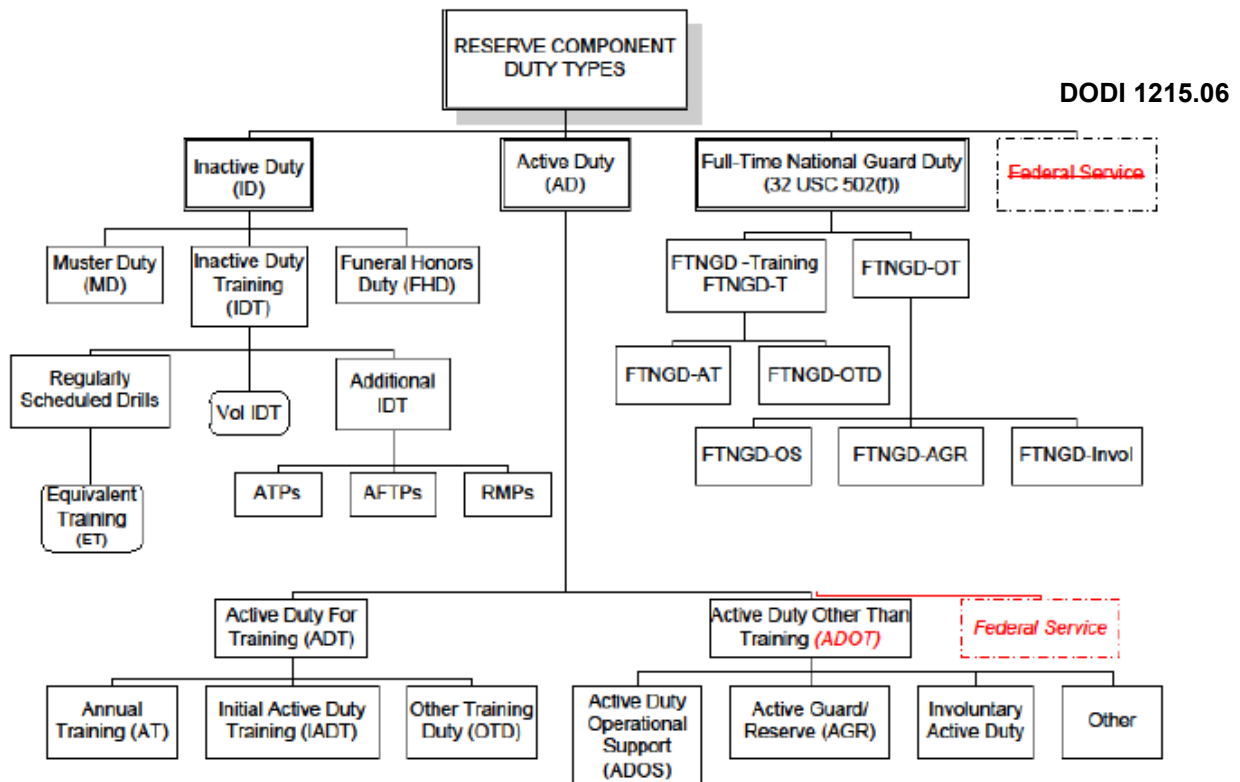 RESERVE COMPONENT
DUTY TYPES
DODI 1215.06
Inactive Duty
(ID)
Active Duty
(AD)
Full-Time National Guard Duty
(32 USC 502(f))
Federal Service
Muster Duty
(MD)
Inactive Duty
Training
(IDT)
Funeral Honors
Duty (FHD)
FTNGD -Training
FTNGD-T
FTNGD-OT
Regularly
Scheduled Drills
Vol IDT
Additional
IDT
FTNGD-AT
FTNGD-OTD
FTNGD-OS
FTNGD-AGR
FTNGD-Invol
Equivalent
Training
(ET)
ATPs
AFTPs
RMPs
Active Duty For
Training (ADT)
Active Duty Other Than
Training (ADOT)
Federal Service
Annual
Training (AT)
Initial Active Duty
Training (IADT)
Other Training
Duty (OTD)
Active Duty
Operational
Support
(ADOS)
Active Guard/
Reserve (AGR)
Involuntary
Active Duty
Other